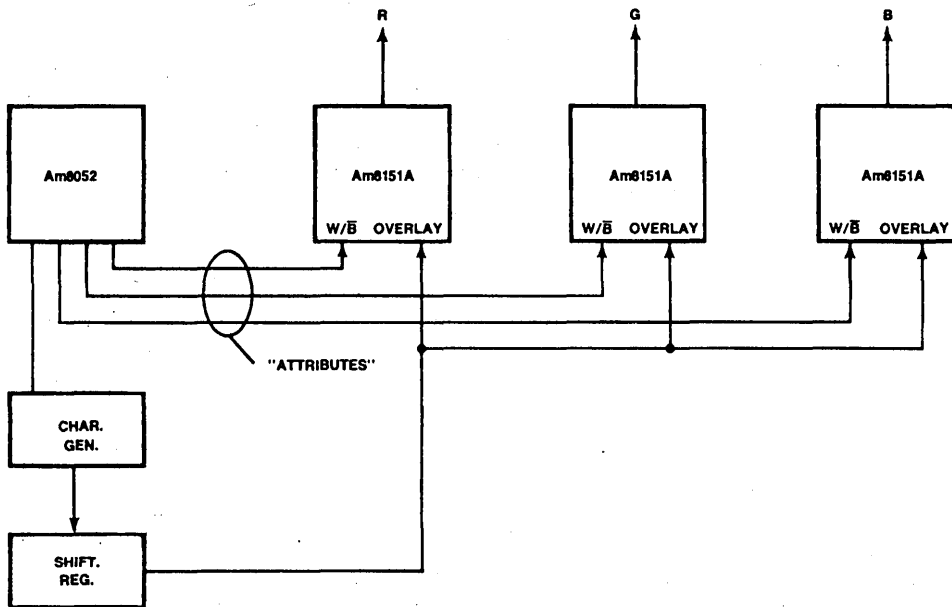 R
G
B
Am8052
Am8151A
Am8151A
Am8151A
W/B̅ OVERLAY
W/B̅ OVERLAY
W/B̅ OVERLAY
"ATTRIBUTES"
CHAR.
GEN.
SHIFT.
REG.